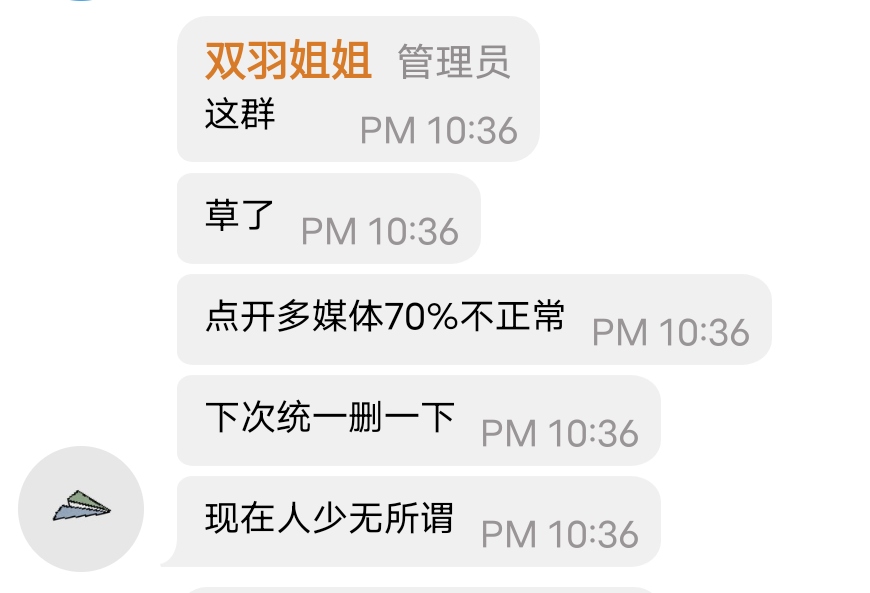 双羽姐姐 管理员
这群 PM 10:36
草了 PM 10:36
点开多媒体70%不正常 PM 10:36
下次统一删一下 PM 10:36
现在人少无所谓 PM 10:36